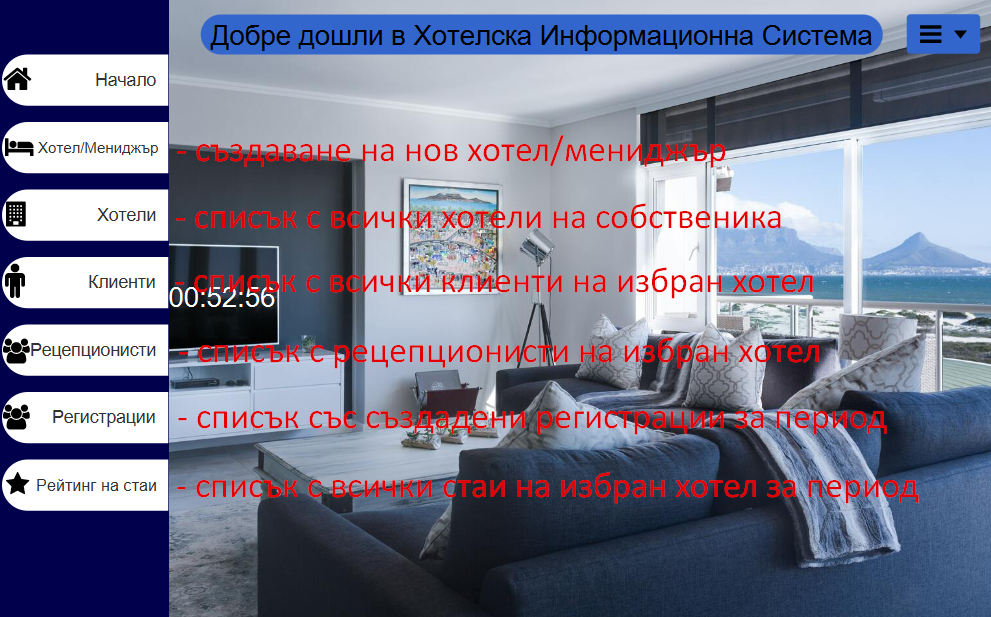 Добре дошли в Хотелска Информационна Система
Начало
Хотел/Мениджър - създаване на нов хотел/мениджър
Хотели - списък с всички хотели на собственика
Клиенти - списък с всички клиенти на избран хотел
00:52:56
Рецепционисти - списък с рецепционисти на избран хотел
Регистрации - списък със създадени регистрации за период
Рейтинг на стаи - списък с всички стаи на избран хотел за период